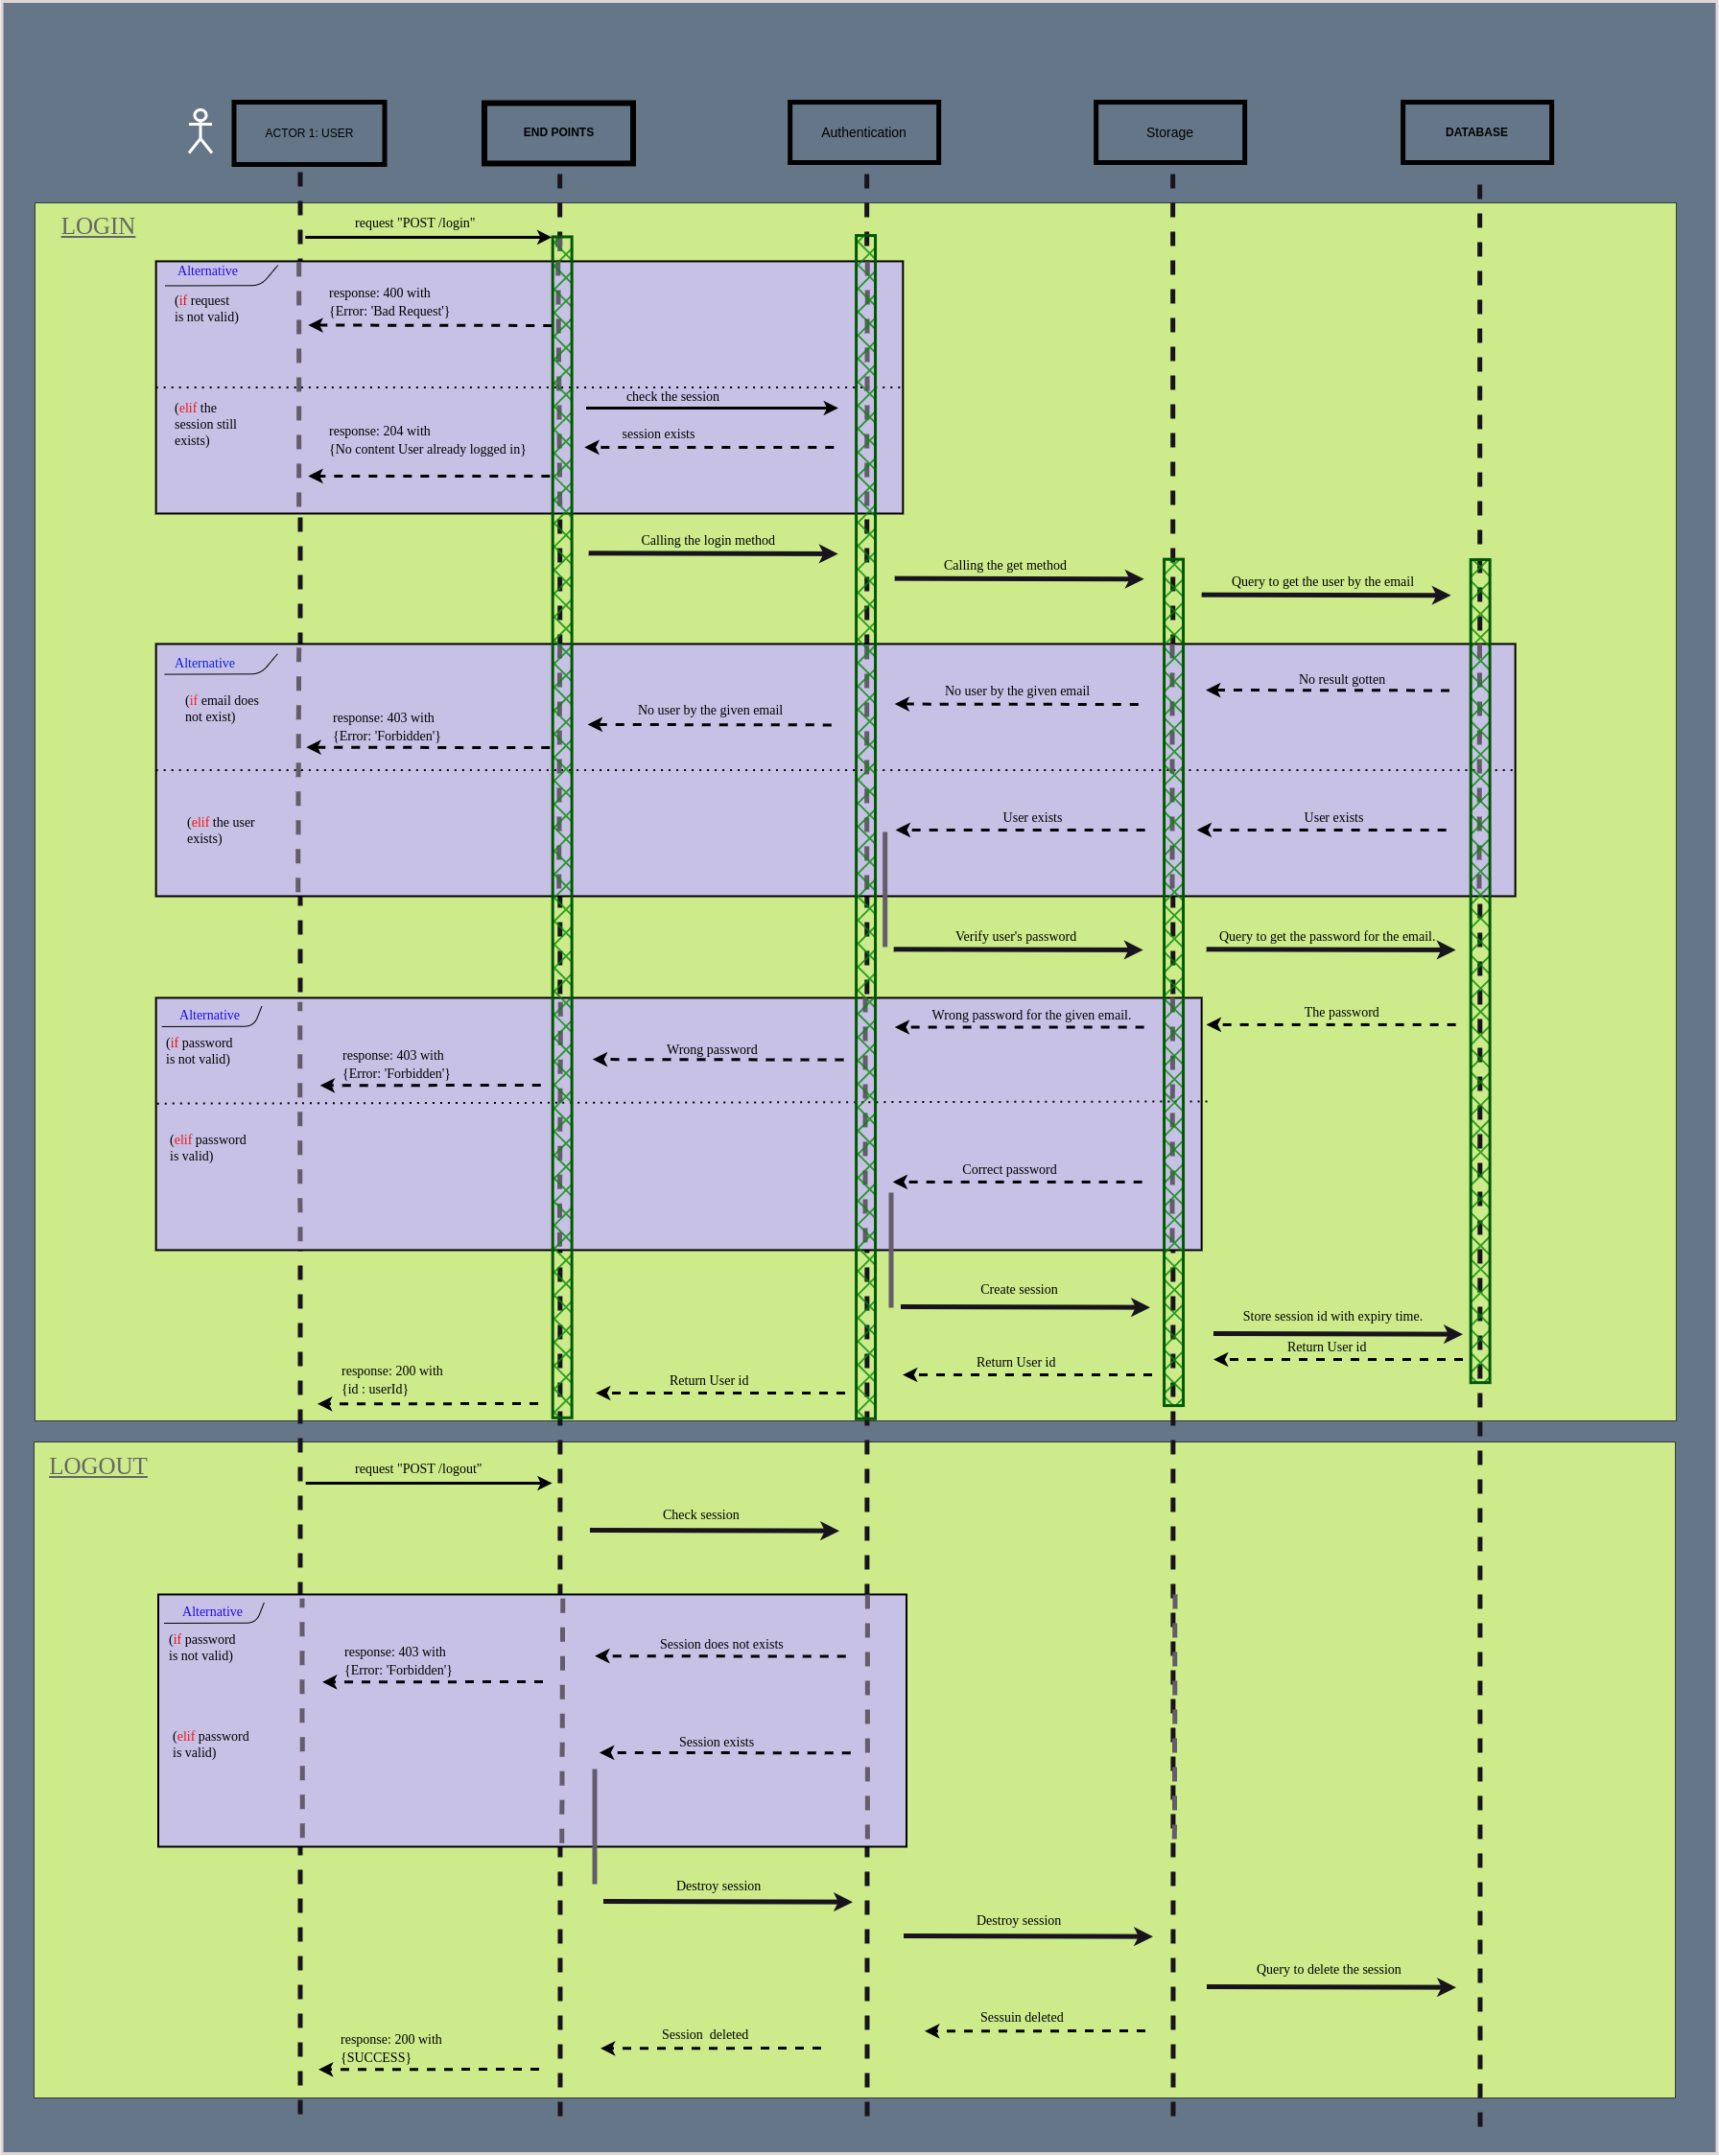 ACTOR 1: USER
END POINTS
Authentication
Storage
DATABASE
LOGIN
request "POST /login"
Alternative
(if request
is not valid)
response: 400 with
{Error: 'Bad Request'}
(elif the
session still
exists)
check the session
session exists
response: 204 with
{No content User already logged in}
Calling the login method
Calling the get method
Query to get the user by the email
Alternative
(if email does
not exist)
No result gotten
No user by the given email
No user by the given email
response: 403 with
{Error: 'Forbidden'}
(elif the user
exists)
User exists
User exists
Verify user's password
Query to get the password for the email.
Alternative
(if password
is not valid)
The password
Wrong password for the given email.
Wrong password
response: 403 with
{Error: 'Forbidden'}
(elif password
is valid)
Correct password
Create session
Store session id with expiry time.
Return User id
Return User id
Return User id
response: 200 with
{id : userId}
LOGOUT
request "POST /logout"
Check session
Alternative
(if password
is not valid)
Session does not exists
response: 403 with
{Error: 'Forbidden'}
(elif password
is valid)
Session exists
Destroy session
Destroy session
Query to delete the session
Sessuin deleted
Session  deleted
response: 200 with
{SUCCESS}